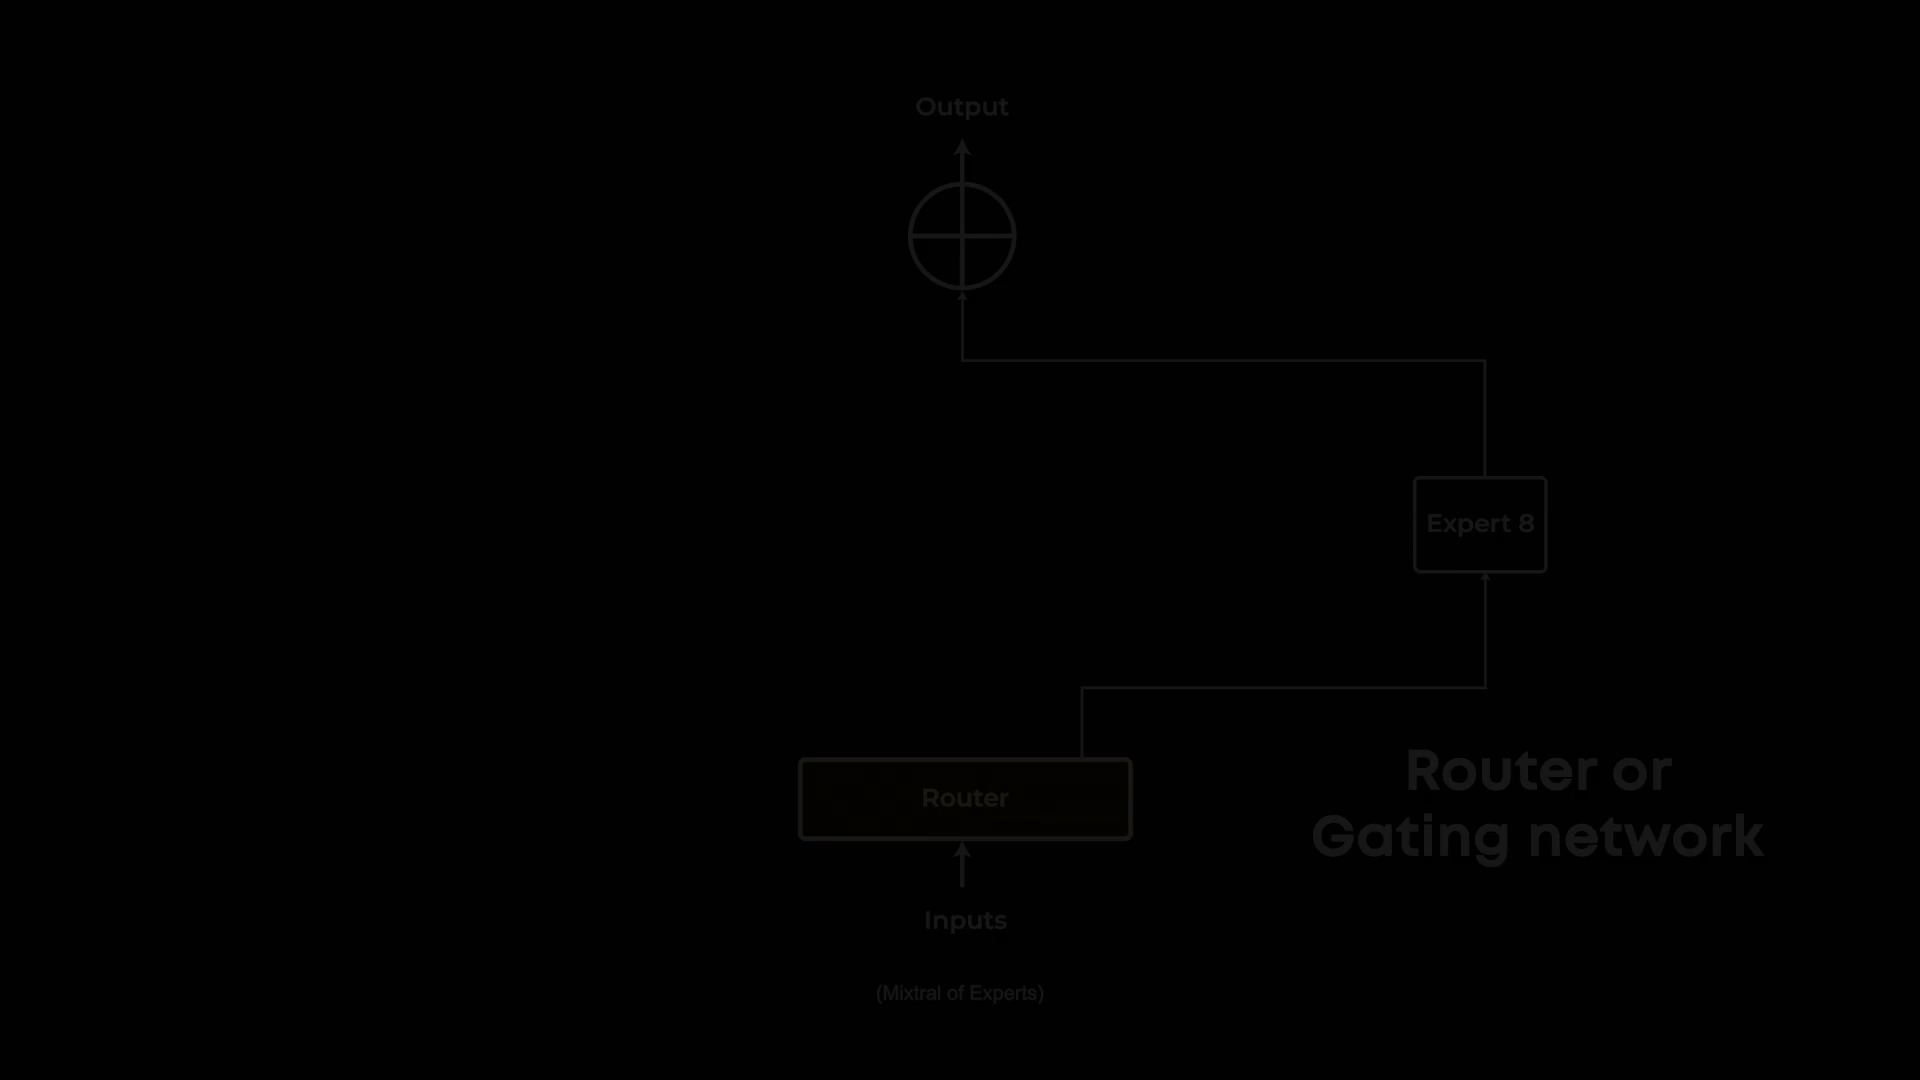 Output
Expert 8
Router
Router or
Gating network
Inputs
(Mixtral of Experts)